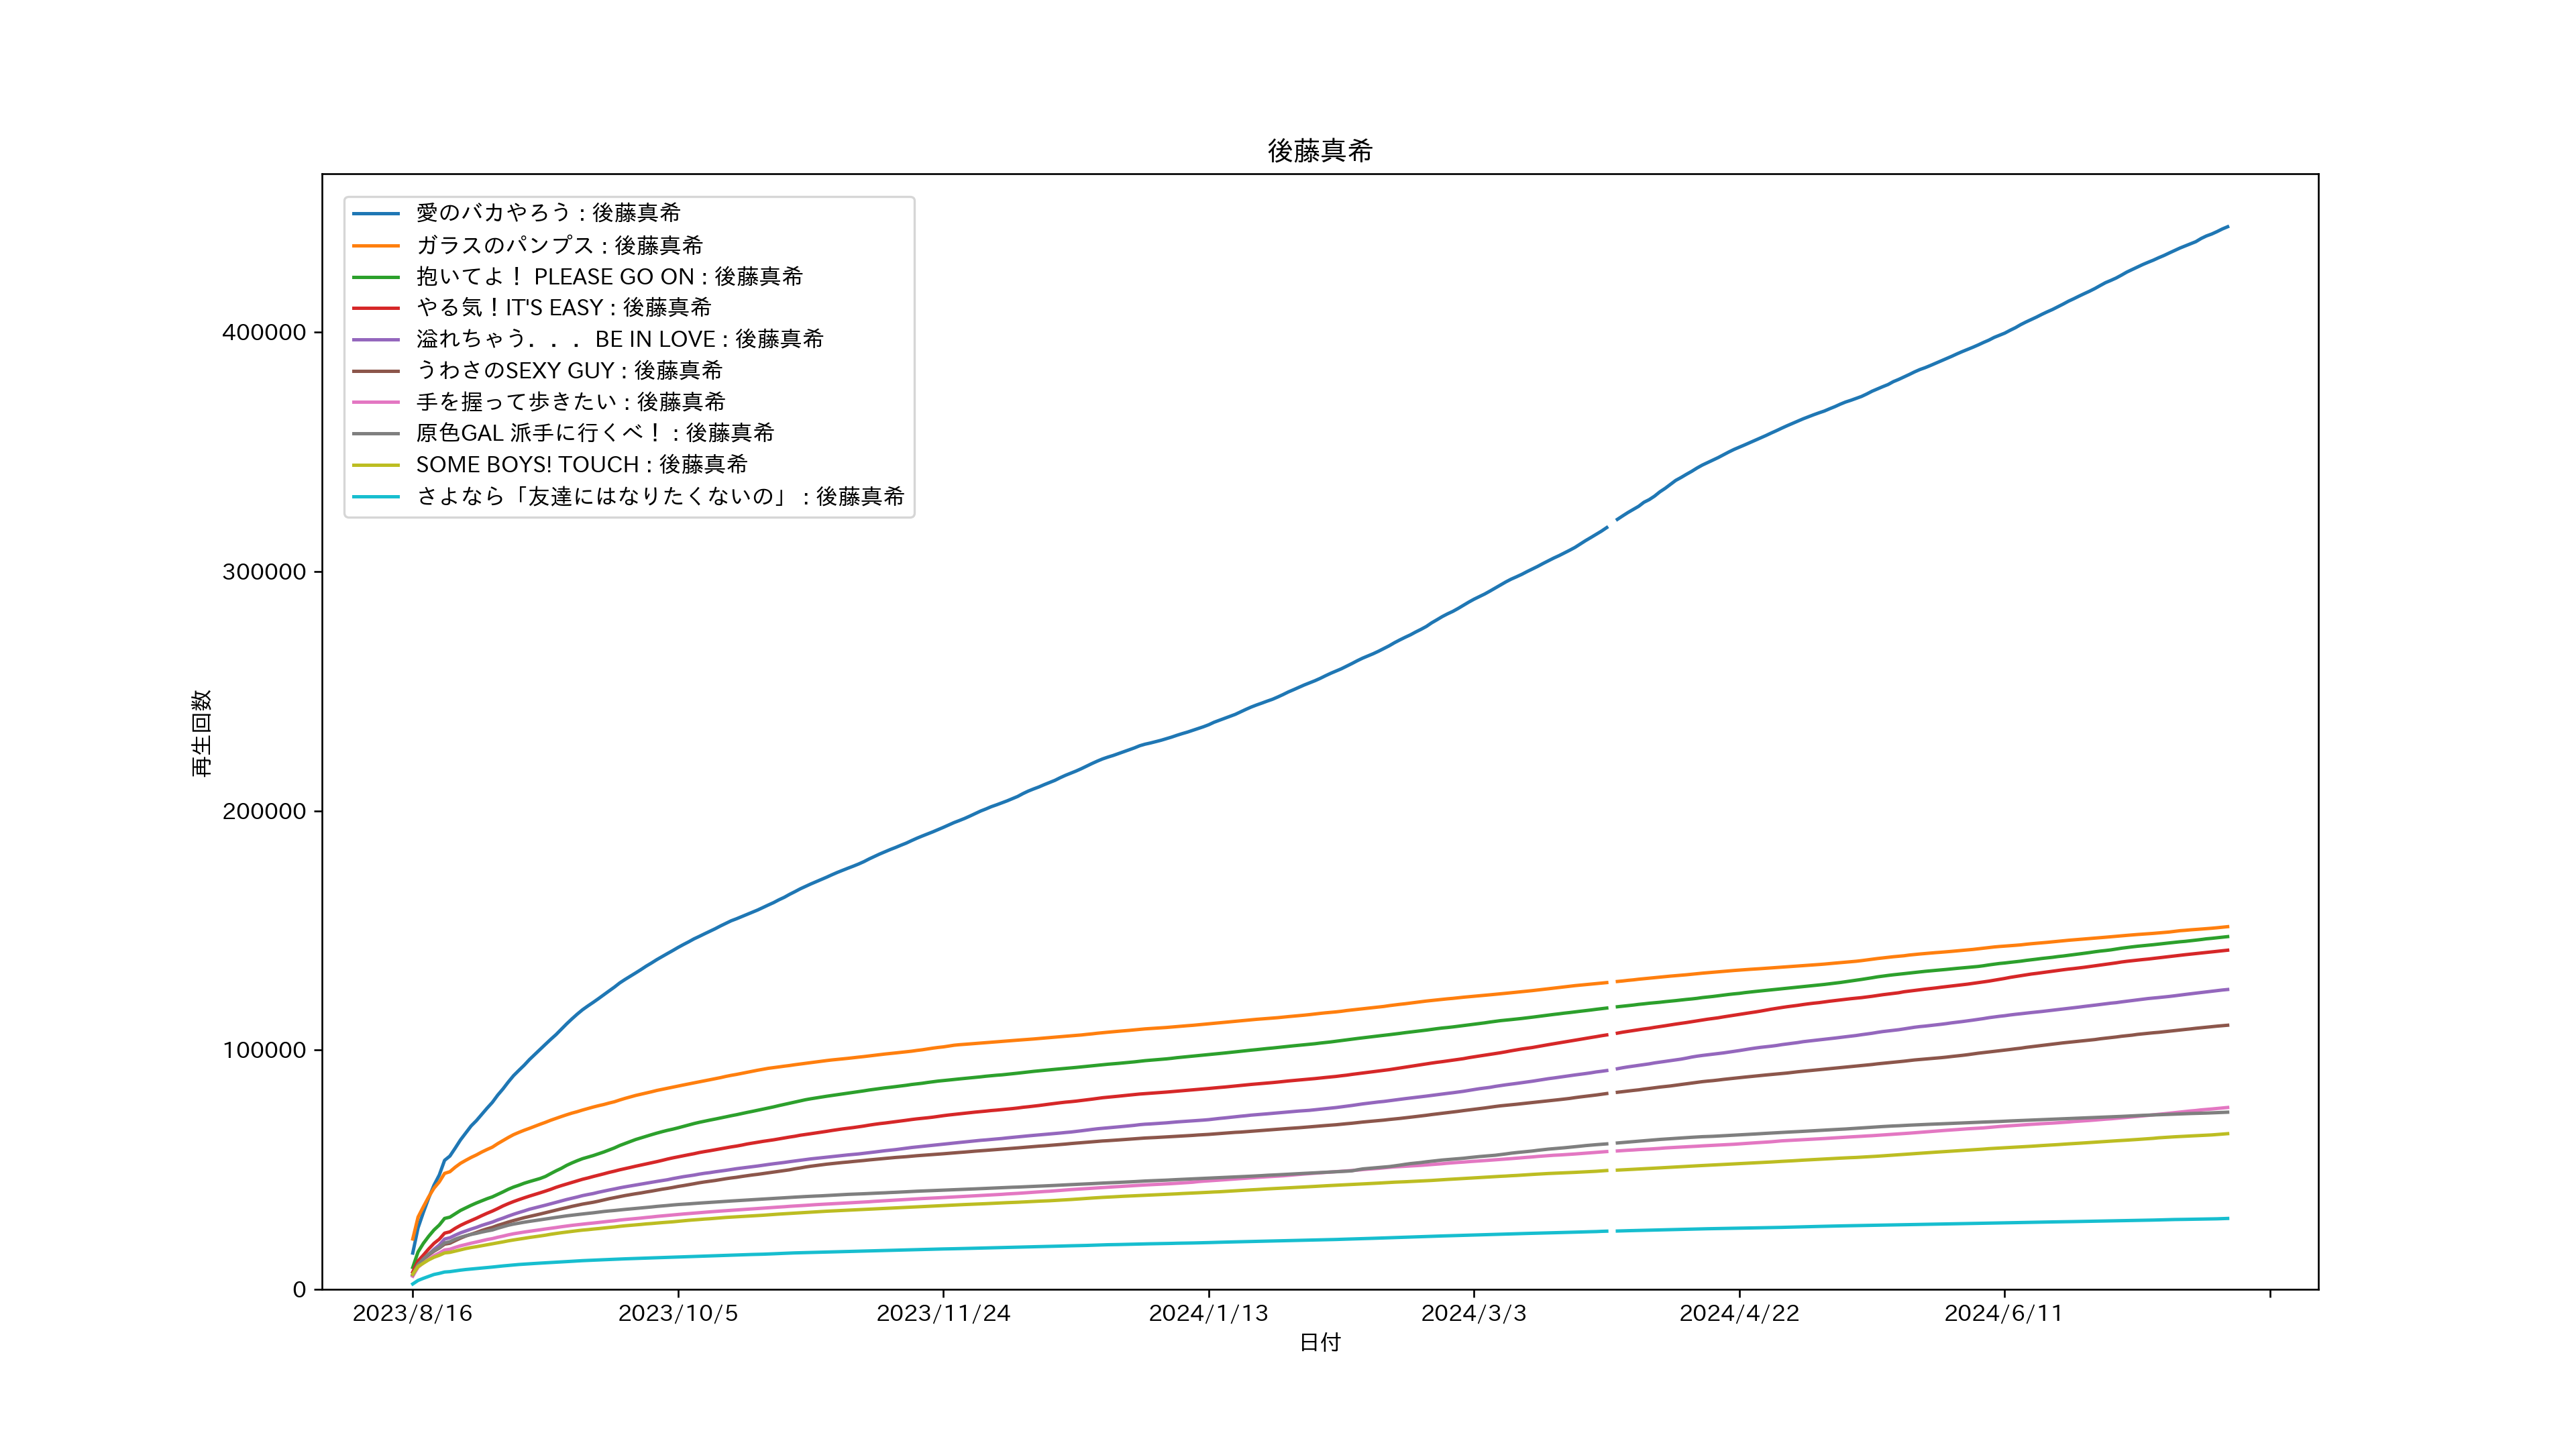 後藤真希
愛のバカやろう : 後藤真希
ガラスのパンプス : 後藤真希
抱いてよ！ PLEASE GO ON : 後藤真希
やる気！IT'S EASY : 後藤真希
溢れちゃう．．．BE IN LOVE : 後藤真希
うわさのSEXY GUY : 後藤真希
手を握って歩きたい : 後藤真希
原色GAL 派手に行くべ！ : 後藤真希
SOME BOYS! TOUCH : 後藤真希
さよなら「友達にはなりたくないの」 : 後藤真希
再生回数
400000
300000
200000
100000
0
2023/8/16
2023/10/5
2023/11/24
2024/1/13
2024/3/3
2024/4/22
2024/6/11
日付